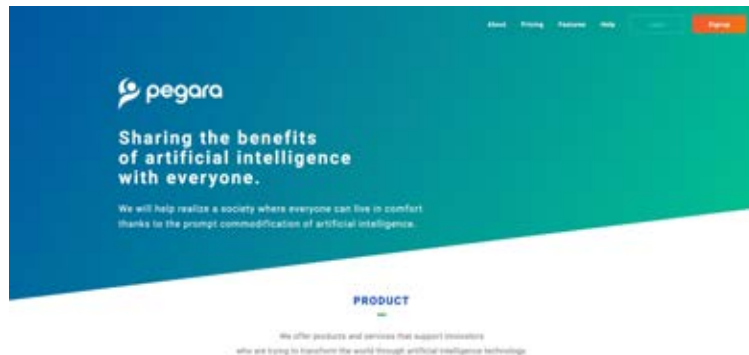 About Pricing Features Help Signup
pegara
Sharing the benefits
of artificial intelligence
with everyone.
We will help realize a society where everyone can live in comfort
thanks to the prompt commodification of artificial intelligence.
PRODUCT
We offer products and services that support innovators
who are trying to transform the world through artificial intelligence technology.